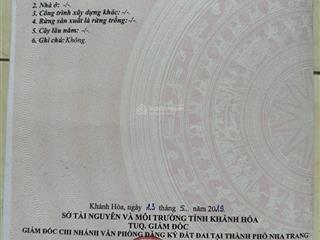 2. Nhà ở: -/-.
3. Công trình xây dựng khác: -/-.
4. Rừng sản xuất là rừng trồng: -/-.
5. Cây lâu năm: -/-.
6. Ghi chú: Không.
Khánh Hòa, ngày 13 tháng 5 năm 2019
SỞ TÀI NGUYÊN VÀ MÔI TRƯỜNG TỈNH KHÁNH HÒA
TUQ. GIÁM ĐỐC
GIÁM ĐỐC CHI NHÁNH VĂN PHÒNG ĐĂNG KÝ ĐẤT ĐAI TẠI THÀNH PHỐ NHA TRANG